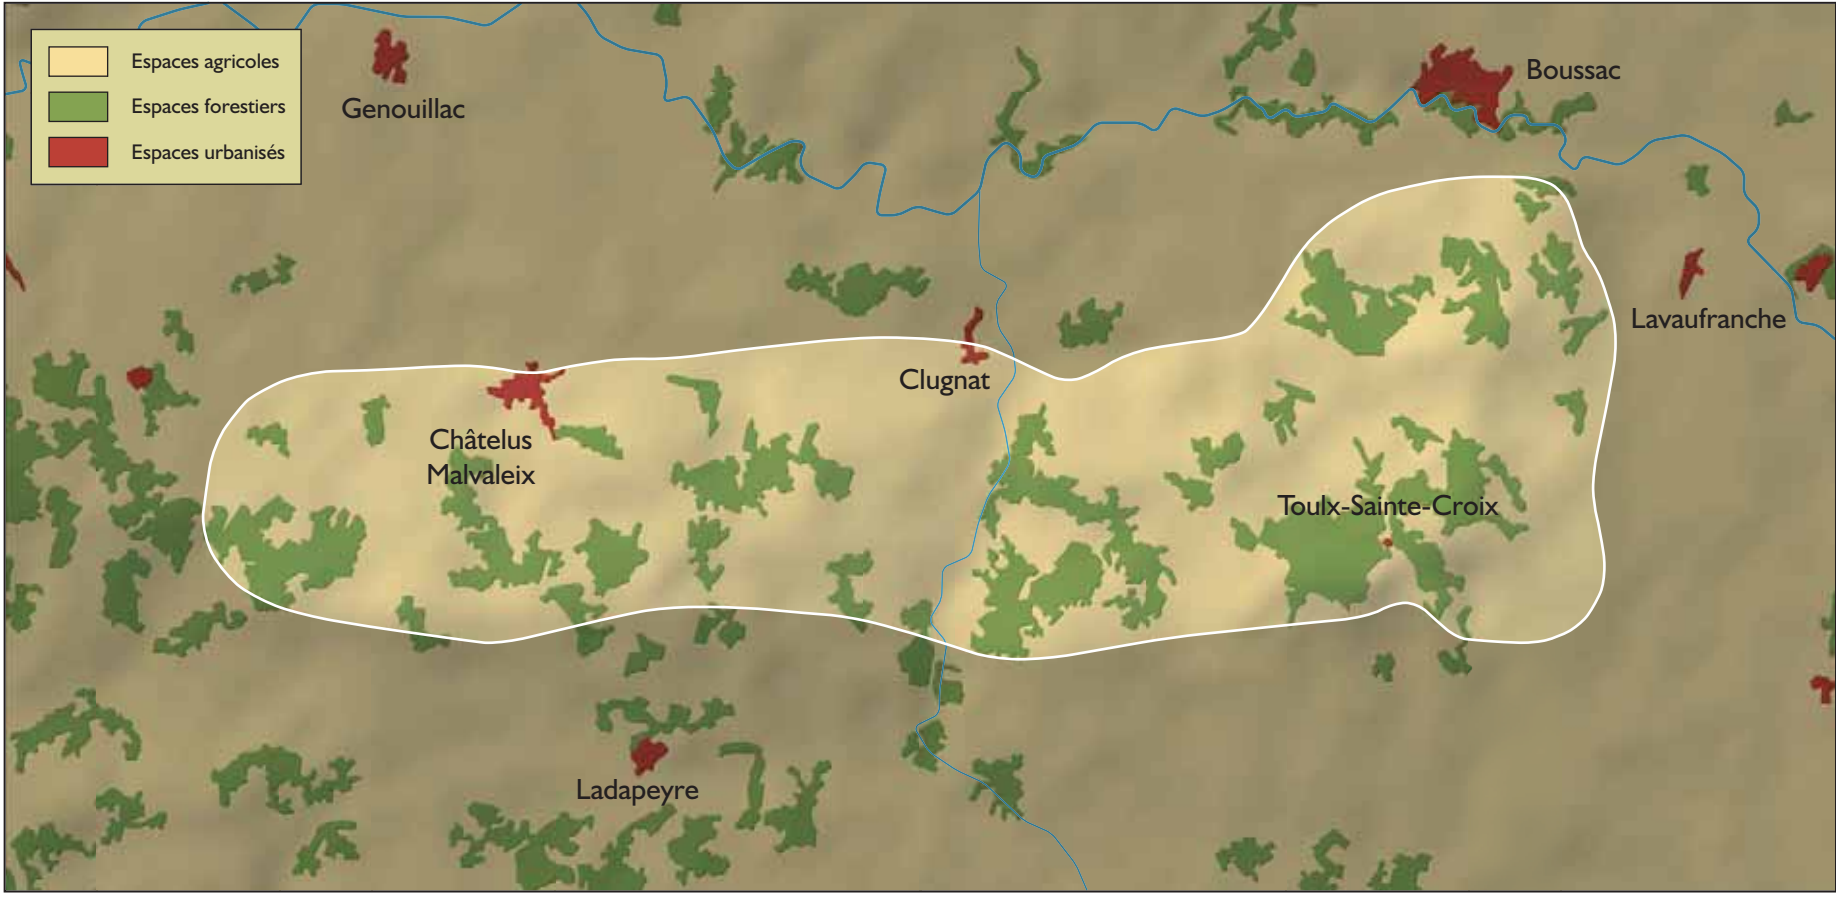 Espaces agricoles
Espaces forestiers
Espaces urbanisés
Genouillac
Boussac
Lavaufranche
Clugnat
Châtelus
Malvaleix
Toulx-Sainte-Croix
Ladapeyre